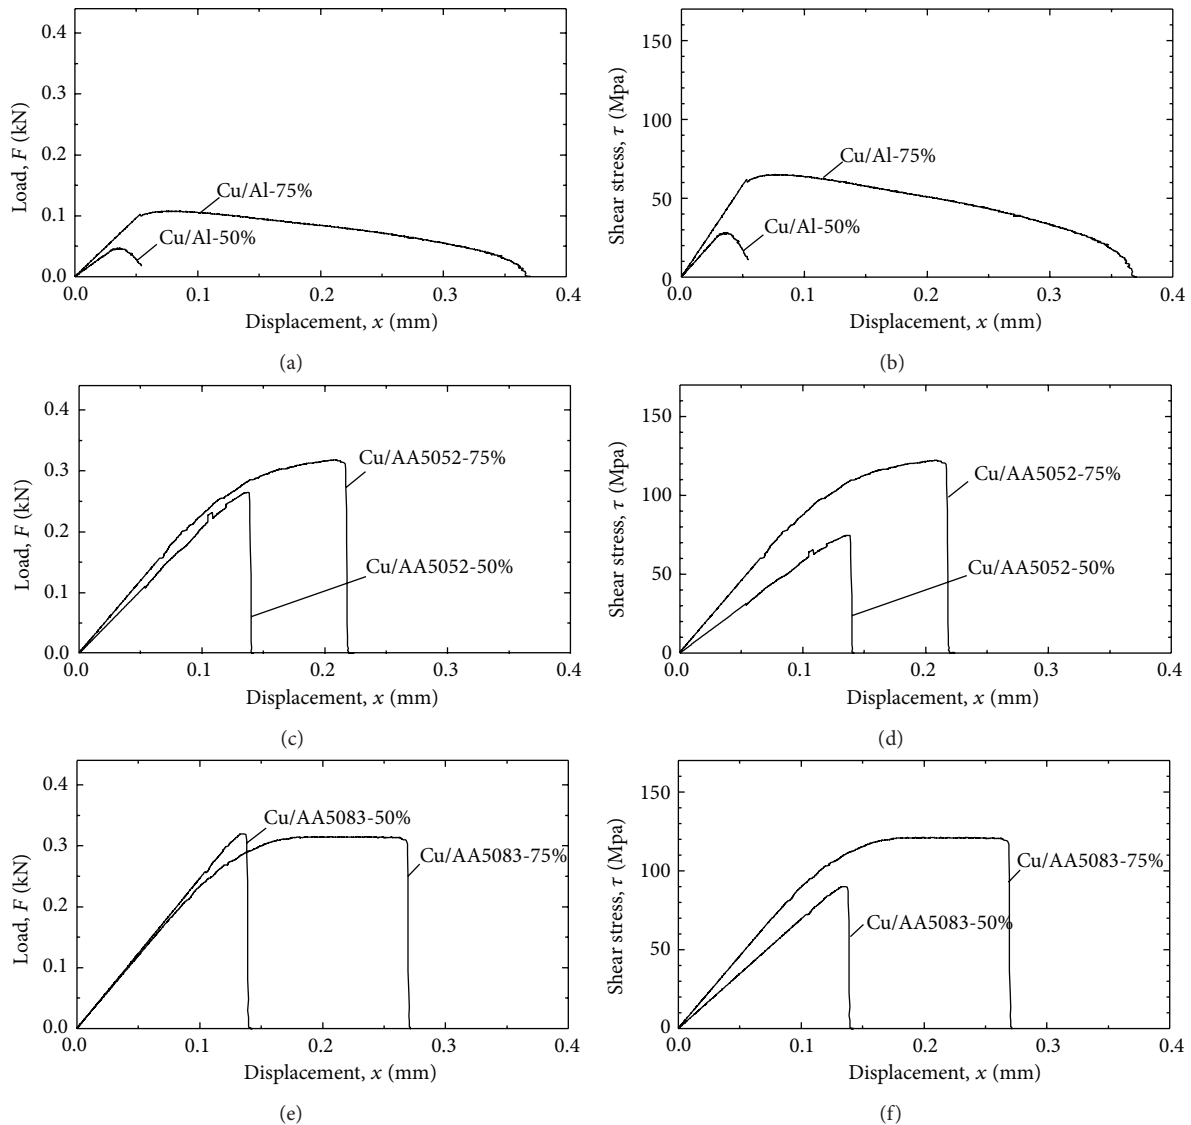 Load, F (kN)
0.4
0.3
0.2
0.1
0.0
Cu/Al-75%
Cu/Al-50%
0.0 0.1 0.2 0.3 0.4
Displacement, x (mm)
(a)
Shear stress, τ (Mpa)
150
100
50
0
Cu/Al-75%
Cu/Al-50%
0.0 0.1 0.2 0.3 0.4
Displacement, x (mm)
(b)
Load, F (kN)
0.4
0.3
0.2
0.1
0.0
Cu/AA5052-75%
Cu/AA5052-50%
0.0 0.1 0.2 0.3 0.4
Displacement, x (mm)
(c)
Shear stress, τ (Mpa)
150
100
50
0
Cu/AA5052-75%
Cu/AA5052-50%
0.0 0.1 0.2 0.3 0.4
Displacement, x (mm)
(d)
Load, F (kN)
0.4
0.3
0.2
0.1
0.0
Cu/AA5083-50%
Cu/AA5083-75%
0.0 0.1 0.2 0.3 0.4
Displacement, x (mm)
(e)
Shear stress, τ (Mpa)
150
100
50
0
Cu/AA5083-75%
Cu/AA5083-50%
0.0 0.1 0.2 0.3 0.4
Displacement, x (mm)
(f)